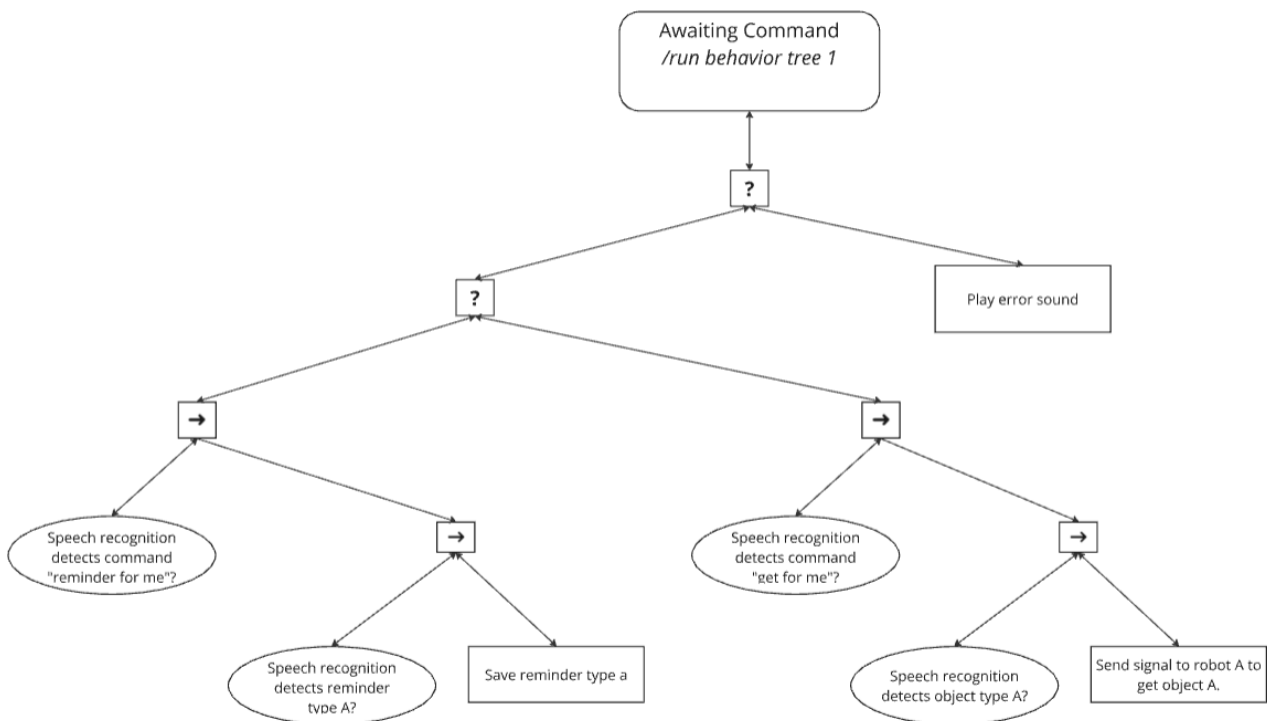 Awaiting Command
/run behavior tree 1
?
?
Play error sound
→
→
Speech recognition
detects command
"reminder for me"?
→
Speech recognition
detects command
"get for me"?
→
Speech recognition
detects reminder
type A?
Save reminder type a
Speech recognition
detects object type A?
Send signal to robot A to
get object A.